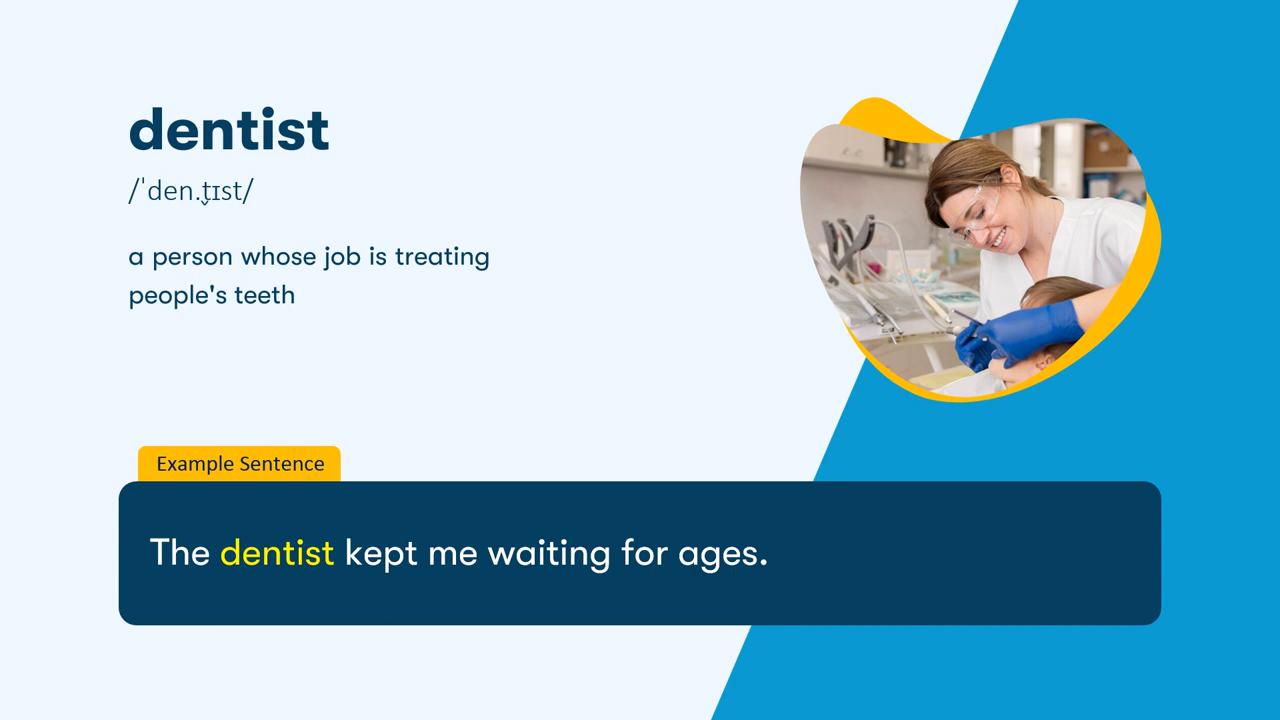 dentist
/ˈden.t̬ɪst/
a person whose job is treating
people's teeth
Example Sentence
The dentist kept me waiting for ages.